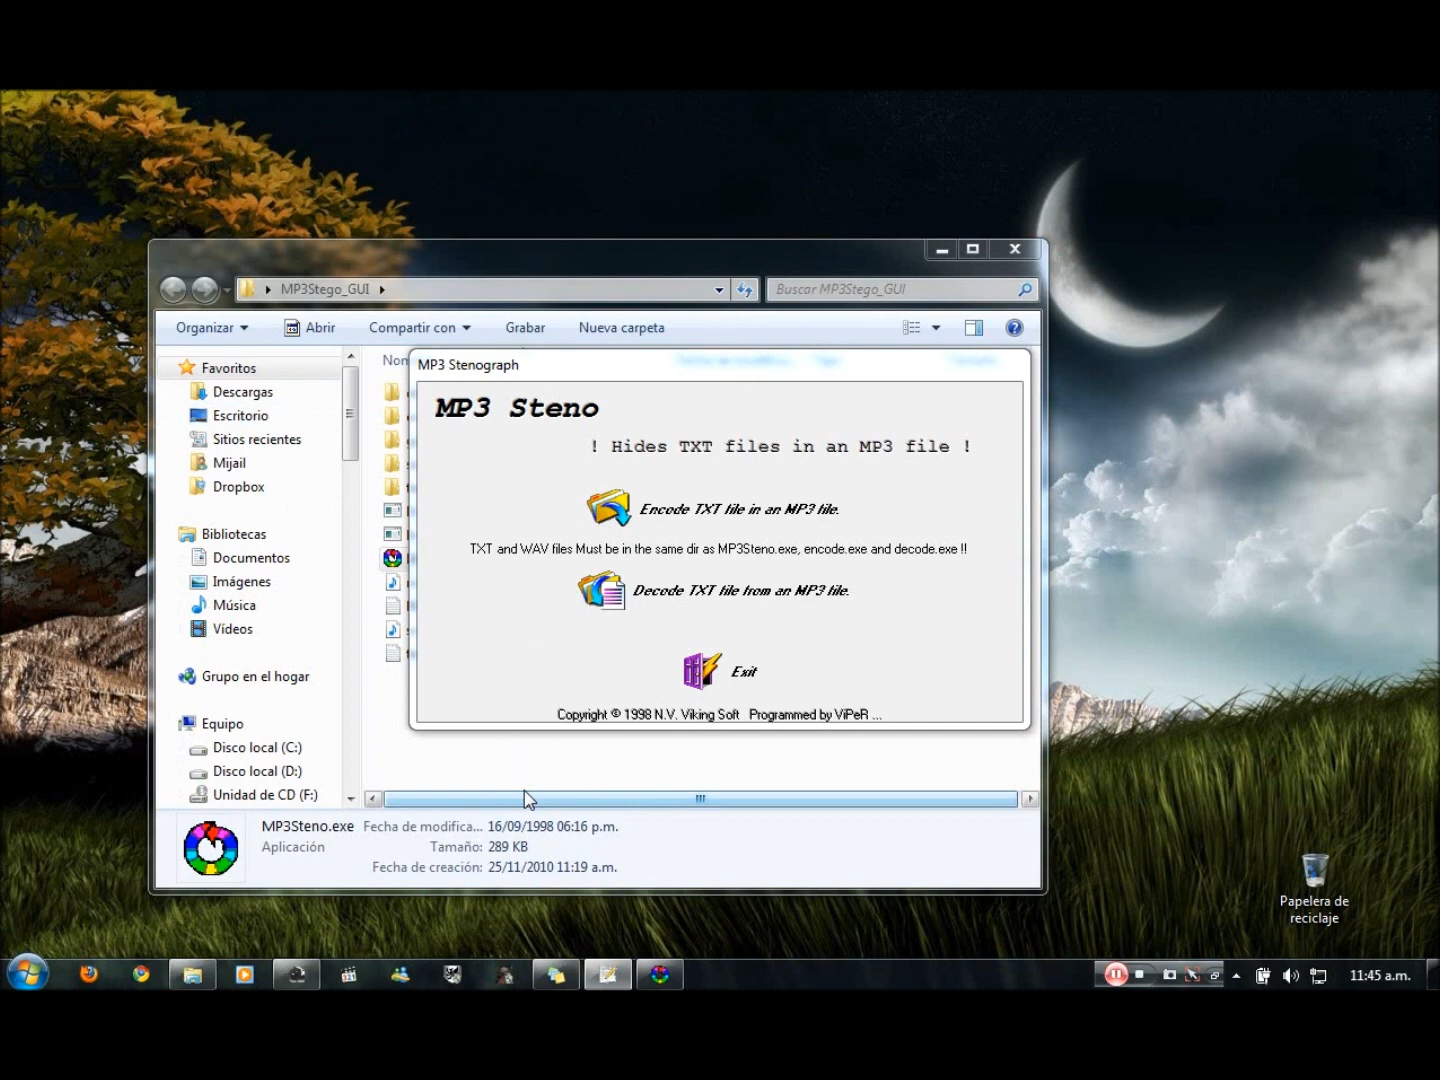 MP3Stego_GUI
Buscar MP3Stego_GUI
Organizar
Abrir
Compartir con
Grabar
Nueva carpeta
Favoritos
Descargas
Escritorio
Sitios recientes
Mijail
Dropbox
Bibliotecas
Documentos
Imágenes
Música
Vídeos
Grupo en el hogar
Equipo
Disco local (C:)
Disco local (D:)
Unidad de CD (F:)
MP3 Stenograph
MP3 Steno
! Hides TXT files in an MP3 file !
Encode TXT file in an MP3 file.
TXT and WAV files Must be in the same dir as MP3Steno.exe, encode.exe and decode.exe !!
Decode TXT file from an MP3 file.
Exit
Copyright © 1998 N.V. Viking Soft Programmed by ViPeR ...
MP3Steno.exe Fecha de modifica... 16/09/1998 06:16 p.m.
Aplicación Tamaño: 289 KB
Fecha de creación: 25/11/2010 11:19 a.m.
Papelera de
reciclaje
11:45 a.m.